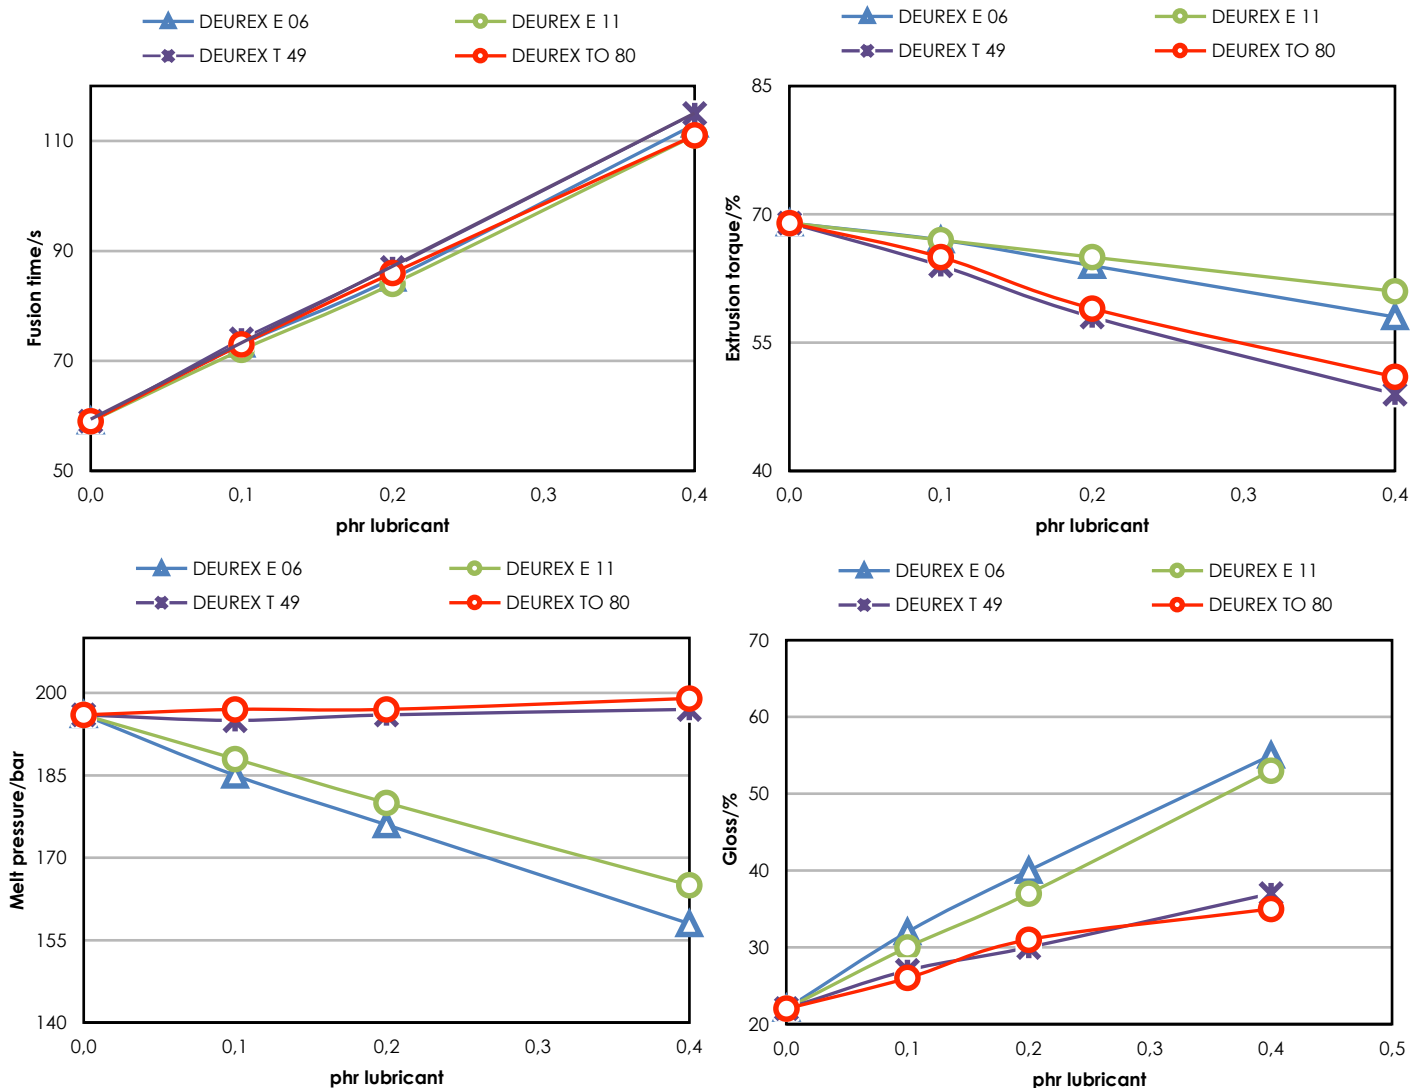 DEUREX E 06
DEUREX E 11
DEUREX T 49
DEUREX TO 80
110
90
70
50
Fusion time/s
0,0 0,1 0,2 0,3 0,4
phr lubricant
DEUREX E 06
DEUREX E 11
DEUREX T 49
DEUREX TO 80
85
70
55
40
Extrusion torque/%
0,0 0,1 0,2 0,3 0,4
phr lubricant
DEUREX E 06
DEUREX E 11
DEUREX T 49
DEUREX TO 80
200
185
170
155
140
Melt pressure/bar
0,0 0,1 0,2 0,3 0,4
phr lubricant
DEUREX E 06
DEUREX E 11
DEUREX T 49
DEUREX TO 80
70
60
50
40
30
20
Gloss/%
0,0 0,1 0,2 0,3 0,4 0,5
phr lubricant